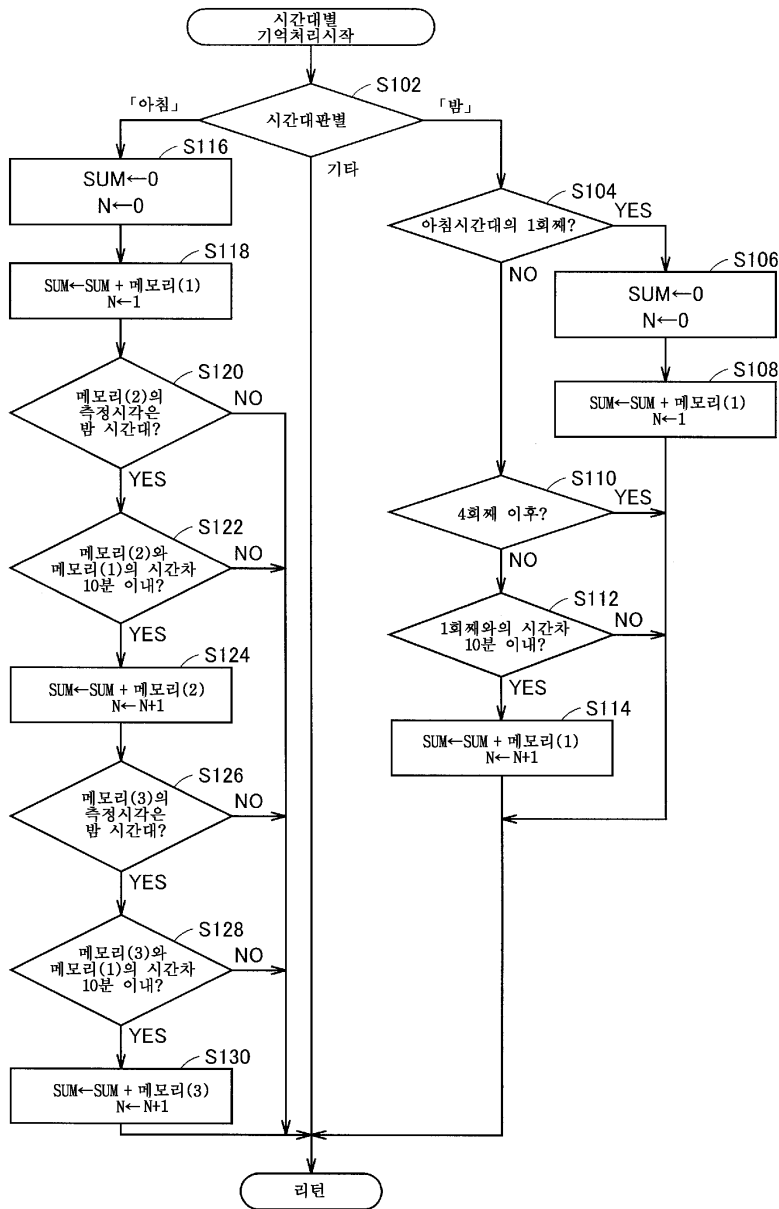 시간대별
기억처리시작
S102
시간대판별
「아침」
「밤」
기타
S116
SUM←0
N←0
S118
SUM←SUM + 메모리(1)
N←1
S120
메모리(2)의
측정시각은
밤 시간대?
NO
YES
S122
메모리(2)와
메모리(1)의 시간차
10분 이내?
NO
YES
S124
SUM←SUM + 메모리(2)
N←N+1
S126
메모리(3)의
측정시각은
밤 시간대?
NO
YES
S128
메모리(3)와
메모리(1)의 시간차
10분 이내?
NO
YES
S130
SUM←SUM + 메모리(3)
N←N+1
S104
아침시간대의 1회째?
YES
NO
S106
SUM←0
N←0
S108
SUM←SUM + 메모리(1)
N←1
S110
4회째 이후?
YES
NO
S112
1회째와의 시간차
10분 이내?
NO
YES
S114
SUM←SUM + 메모리(1)
N←N+1
리턴